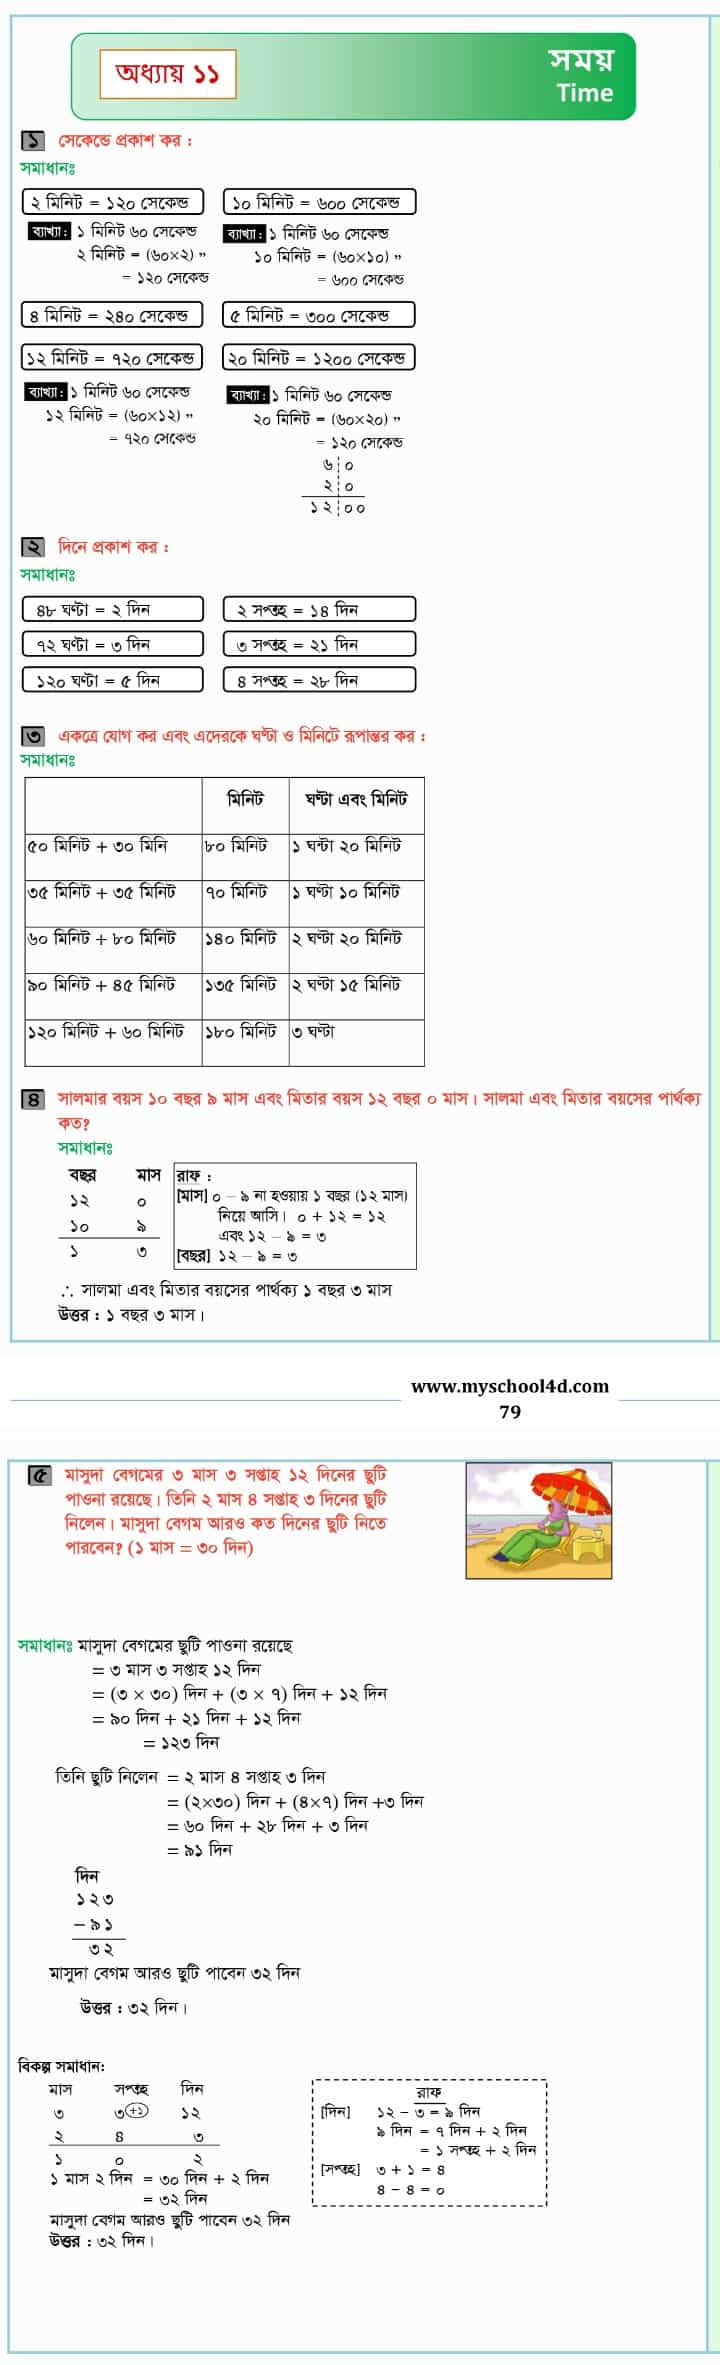 অধ্যায় ১১
সময়
Time
১ সেকেন্ডে প্রকাশ কর :
সমাধানঃ
২ মিনিট = ১২০ সেকেন্ড ১০ মিনিট = ৬০০ সেকেন্ড
ব্যাখ্যা: ১ মিনিট ৬০ সেকেন্ড ব্যাখ্যা: ১ মিনিট ৬০ সেকেন্ড
২ মিনিট = (৬০×২) ” ১০ মিনিট = (৬০×১০) ”
= ১২০ সেকেন্ড = ৬০০ সেকেন্ড
৪ মিনিট = ২৪০ সেকেন্ড ৫ মিনিট = ৩০০ সেকেন্ড
১২ মিনিট = ৭২০ সেকেন্ড ২০ মিনিট = ১২০০ সেকেন্ড
ব্যাখ্যা: ১ মিনিট ৬০ সেকেন্ড ব্যাখ্যা: ১ মিনিট ৬০ সেকেন্ড
১২ মিনিট = (৬০×১২) ” ২০ মিনিট = (৬০×২০) ”
= ৭২০ সেকেন্ড = ১২০ সেকেন্ড
৬ ০
২ ০
১ ২ ০ ০
২ দিনে প্রকাশ কর :
সমাধানঃ
৪৮ ঘণ্টা = ২ দিন ২ সপ্তাহ = ১৪ দিন
৭২ ঘণ্টা = ৩ দিন ৩ সপ্তাহ = ২১ দিন
১২০ ঘণ্টা = ৫ দিন ৪ সপ্তাহ = ২৮ দিন
৩ একত্রে যোগ কর এবং এদেরকে ঘণ্টা ও মিনিটে রূপান্তর কর :
সমাধানঃ
মিনিট ঘণ্টা এবং মিনিট
৫০ মিনিট + ৩০ মিনি ৮০ মিনিট ১ ঘন্টা ২০ মিনিট
৩৫ মিনিট + ৩৫ মিনিট ৭০ মিনিট ১ ঘণ্টা ১০ মিনিট
৬০ মিনিট + ৮০ মিনিট ১৪০ মিনিট ২ ঘণ্টা ২০ মিনিট
৯০ মিনিট + ৪৫ মিনিট ১৩৫ মিনিট ২ ঘণ্টা ১৫ মিনিট
১২০ মিনিট + ৬০ মিনিট ১৮০ মিনিট ৩ ঘণ্টা
৪ সালমার বয়স ১০ বছর ৯ মাস এবং মিতার বয়স ১২ বছর ০ মাস। সালমা এবং মিতার বয়সের পার্থক্য
কত?
সমাধানঃ
বছর মাস রাফ :
১২ ০ [মাস] ০ – ৯ না হওয়ায় ১ বছর (১২ মাস)
নিয়ে আসি। ০ + ১২ = ১২
১০ ৯ এবং ১২ – ৯ = ৩
১ ৩ [বছর] ১২ – ৯ = ৩
∴ সালমা এবং মিতার বয়সের পার্থক্য ১ বছর ৩ মাস
উত্তর : ১ বছর ৩ মাস।
www.myschool4d.com
79
৫ মাসুদা বেগমের ৩ মাস ৩ সপ্তাহ ১২ দিনের ছুটি
পাওনা রয়েছে। তিনি ২ মাস ৪ সপ্তাহ ৩ দিনের ছুটি
নিলেন। মাসুদা বেগম আরও কত দিনের ছুটি নিতে
পারবেন? (১ মাস = ৩০ দিন)
সমাধানঃ মাসুদা বেগমের ছুটি পাওনা রয়েছে
= ৩ মাস ৩ সপ্তাহ ১২ দিন
= (৩ × ৩০) দিন + (৩ × ৭) দিন + ১২ দিন
= ৯০ দিন + ২১ দিন + ১২ দিন
= ১২৩ দিন
তিনি ছুটি নিলেন = ২ মাস ৪ সপ্তাহ ৩ দিন
= (২×৩০) দিন + (৪×৭) দিন +৩ দিন
= ৬০ দিন + ২৮ দিন + ৩ দিন
= ৯১ দিন
দিন
১ ২ ৩
– ৯ ১
৩ ২
মাসুদা বেগম আরও ছুটি পাবেন ৩২ দিন
উত্তর : ৩২ দিন।
বিকল্প সমাধান:
মাস সপ্তাহ দিন
৩ ৩ +১ ১২
২ ৪ ৩
১ ০ ২
১ মাস ২ দিন = ৩০ দিন + ২ দিন
= ৩২ দিন
মাসুদা বেগম আরও ছুটি পাবেন ৩২ দিন
উত্তর : ৩২ দিন।
রাফ
[দিন] ১২ – ৩ = ৯ দিন
৯ দিন = ৭ দিন + ২ দিন
= ১ সপ্তাহ + ২ দিন
[সপ্তাহ] ৩ + ১ = ৪
৪ – ৪ = ০